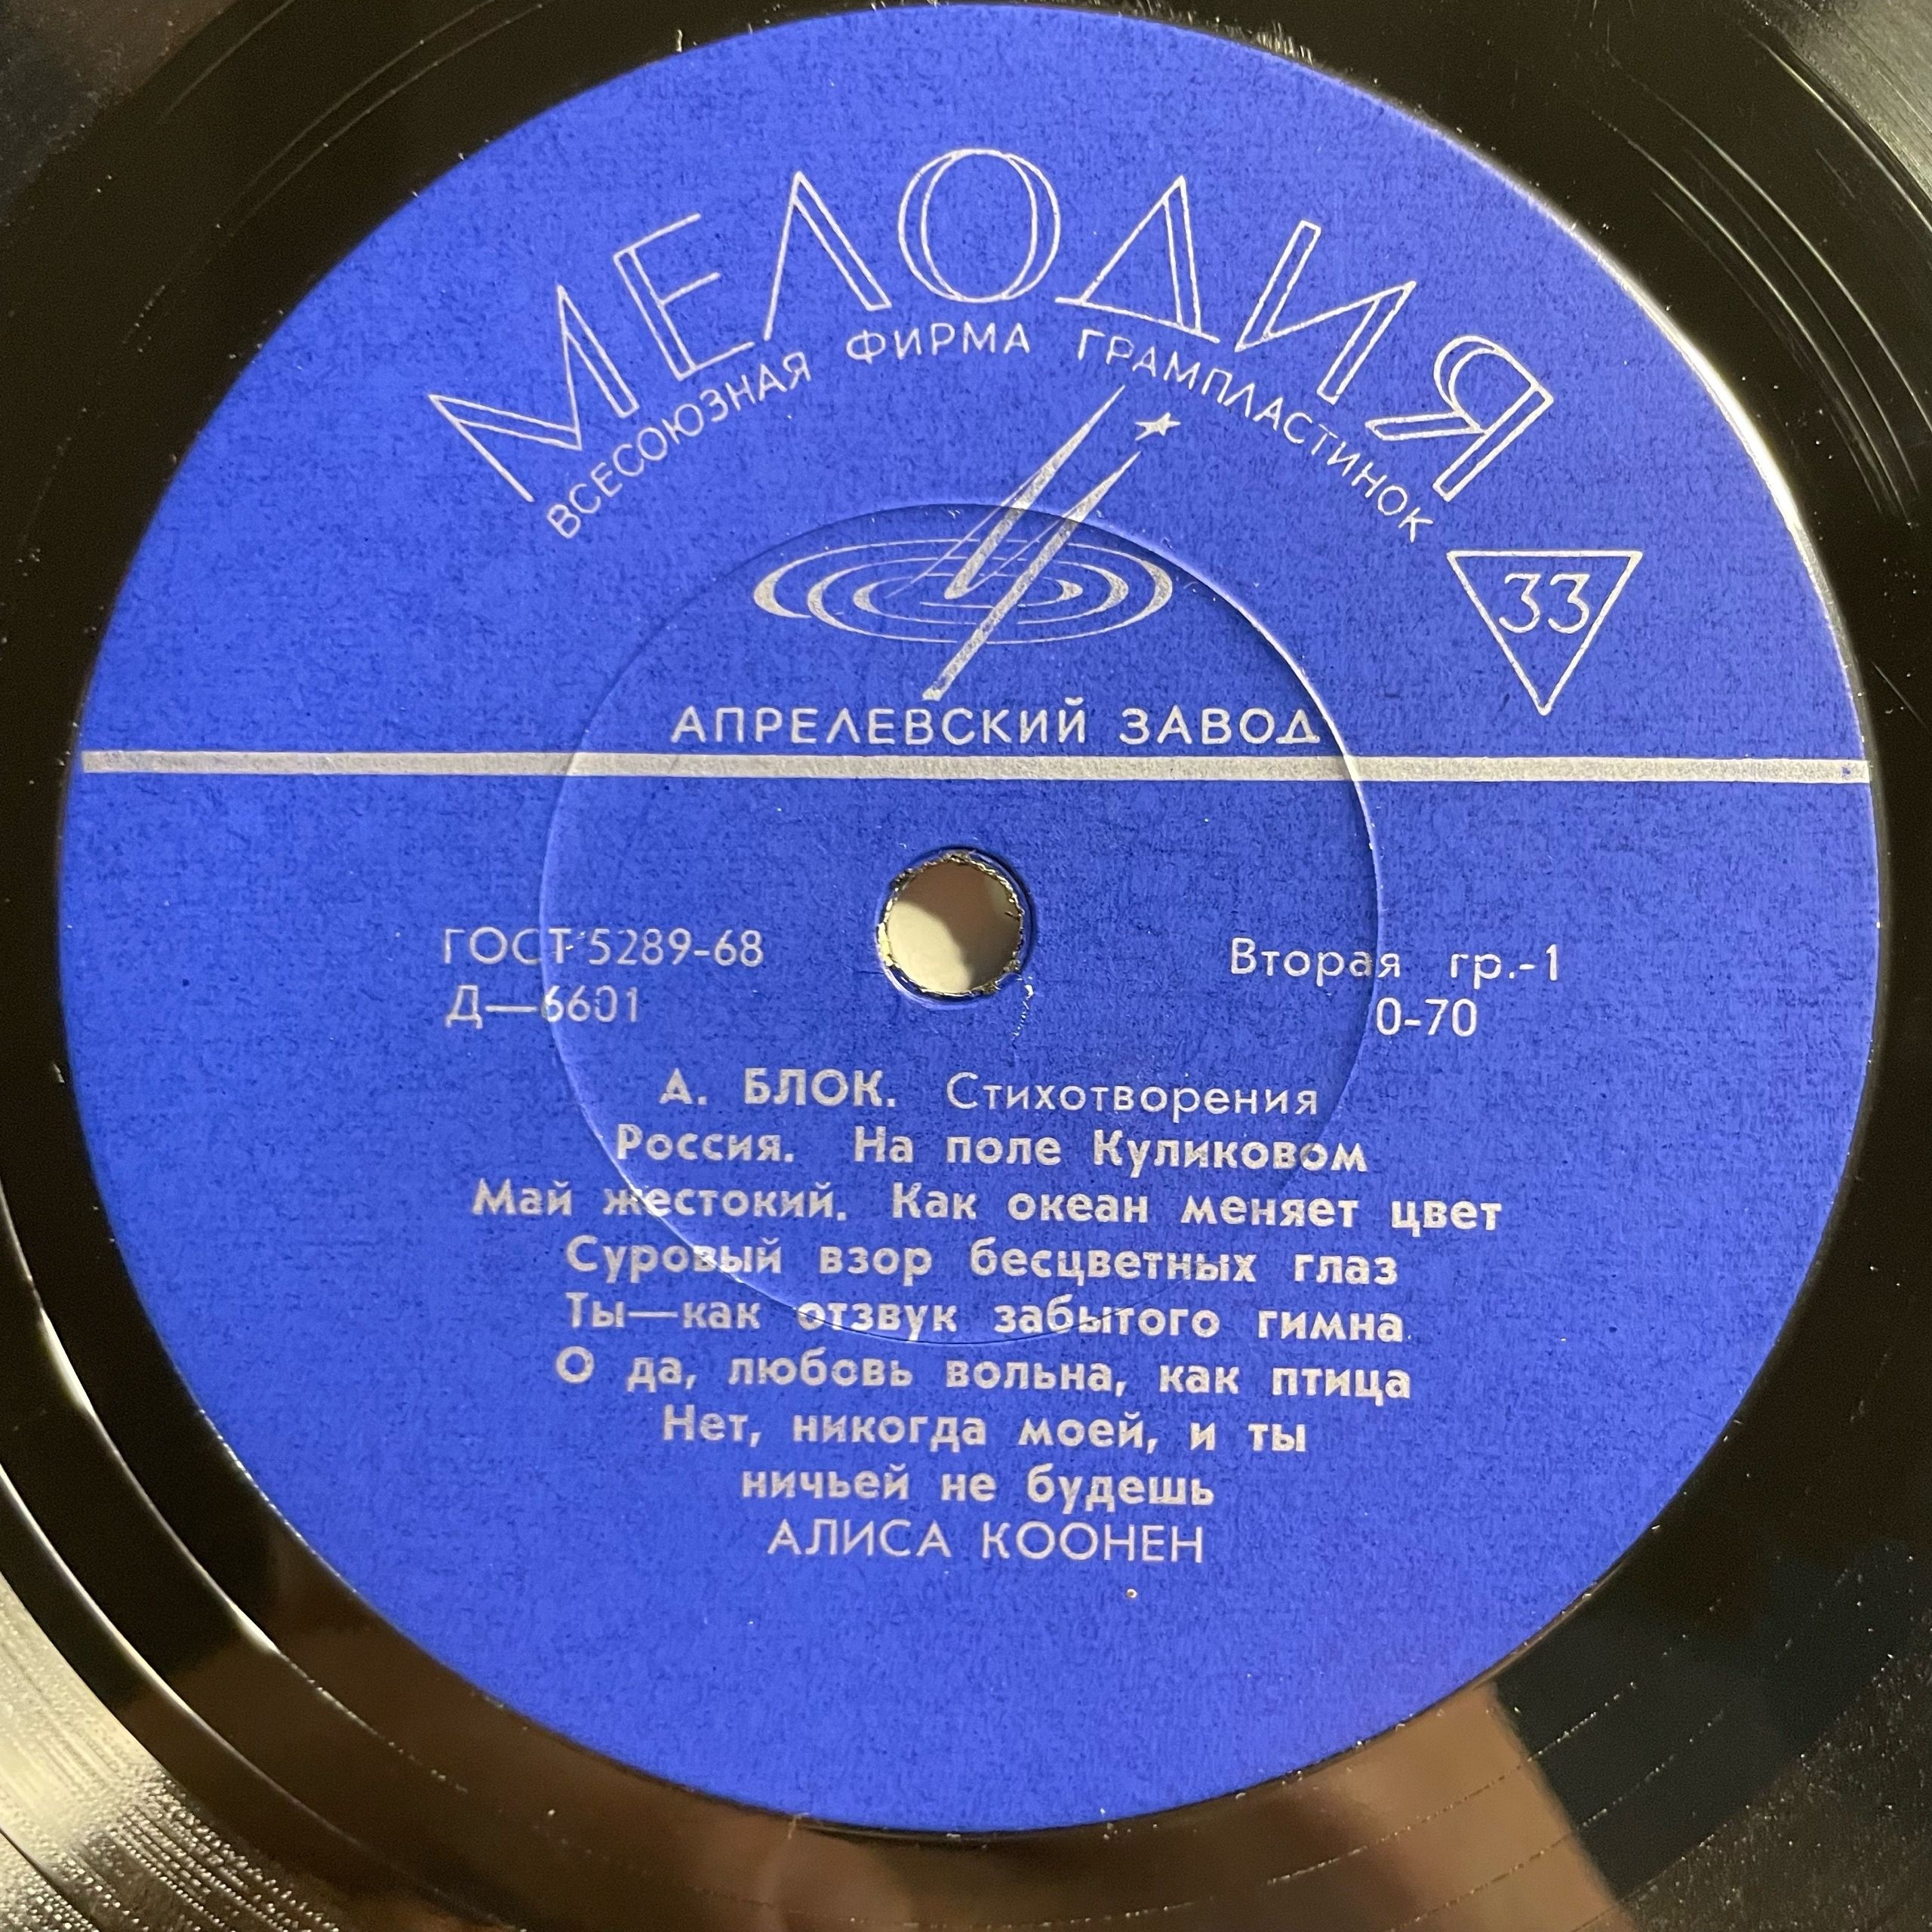 МЕЛОДИЯ
ВСЕСОЮЗНАЯ ФИРМА ГРАМПЛАСТИНОК
33
АПРЕЛЕВСКИЙ ЗАВОД
ГОСТ 5289-68
Вторая гр.-1
Д—6601
0-70
А. БЛОК. Стихотворения
Россия. На поле Куликовом
Май жестокий. Как океан меняет цвет
Суровый взор бесцветных глаз
Ты—как отзвук забытого гимна
О да, любовь вольна, как птица
Нет, никогда моей, и ты
ничьей не будешь
АЛИСА КООНЕН